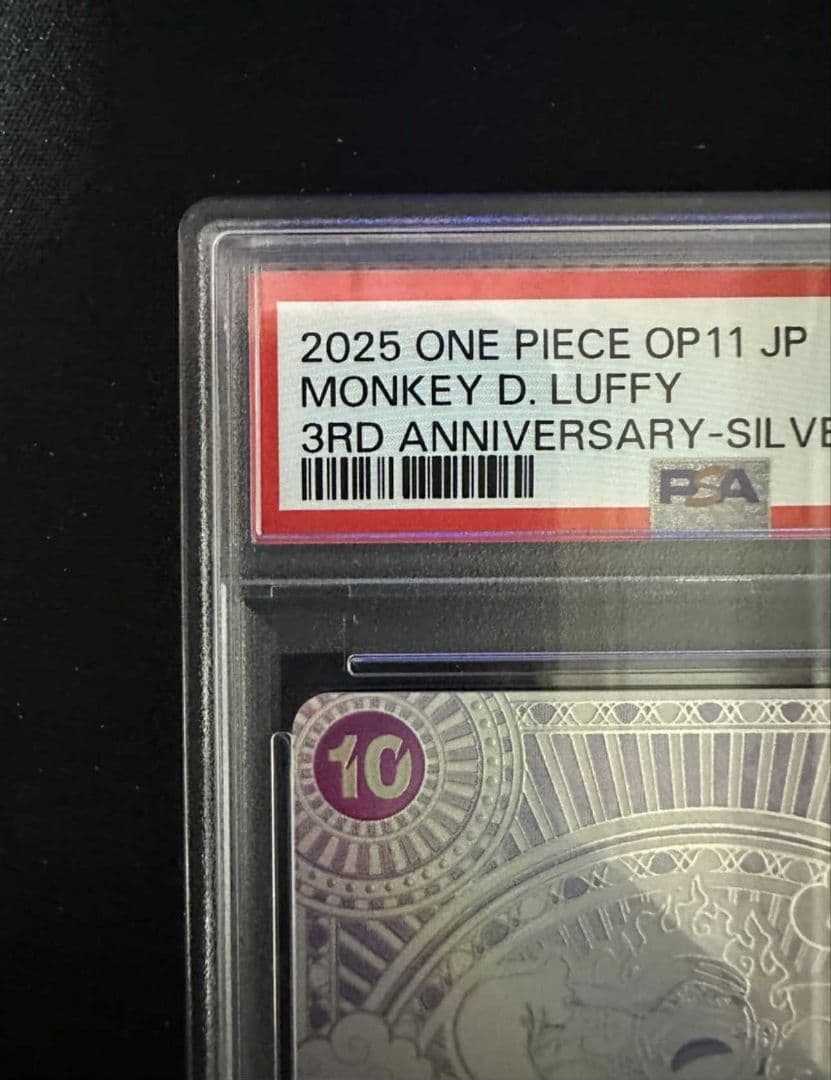 2025 ONE PIECE OP11 JP
MONKEY D. LUFFY
3RD ANNIVERSARY-SILVE
PSA
10